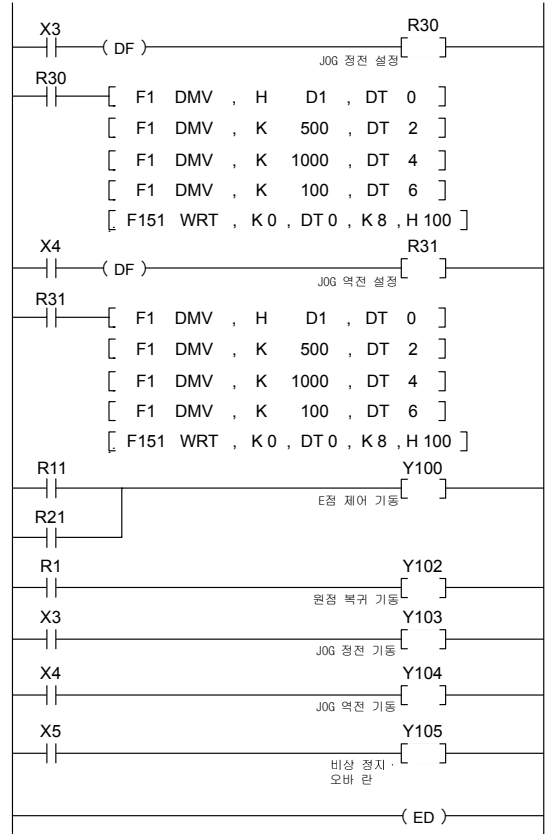 X3 R30
( DF )
JOG 정전 설정
R30
[ F1 DMV , H D1 , DT 0 ]
[ F1 DMV , K 500 , DT 2 ]
[ F1 DMV , K 1000 , DT 4 ]
[ F1 DMV , K 100 , DT 6 ]
[ F151 WRT , K 0 , DT 0 , K 8 , H 100 ]
X4 R31
( DF )
JOG 역전 설정
R31
[ F1 DMV , H D1 , DT 0 ]
[ F1 DMV , K 500 , DT 2 ]
[ F1 DMV , K 1000 , DT 4 ]
[ F1 DMV , K 100 , DT 6 ]
[ F151 WRT , K 0 , DT 0 , K 8 , H 100 ]
R11 Y100
E점 제어 기동
R21
R1 Y102
원점 복귀 기동
X3 Y103
JOG 정전 기동
X4 Y104
JOG 역전 기동
X5 Y105
비상 정지 ·
오바 란
( ED )